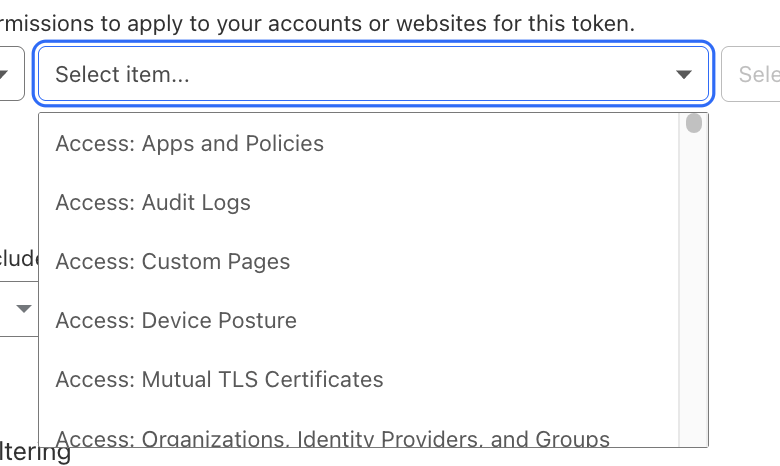 rmissions to apply to your accounts or websites for this token.
Select item...
Sele
Access: Apps and Policies
Access: Audit Logs
Access: Custom Pages
clude
Access: Device Posture
Access: Mutual TLS Certificates
Access: Organizations, Identity Providers, and Groups
ltering